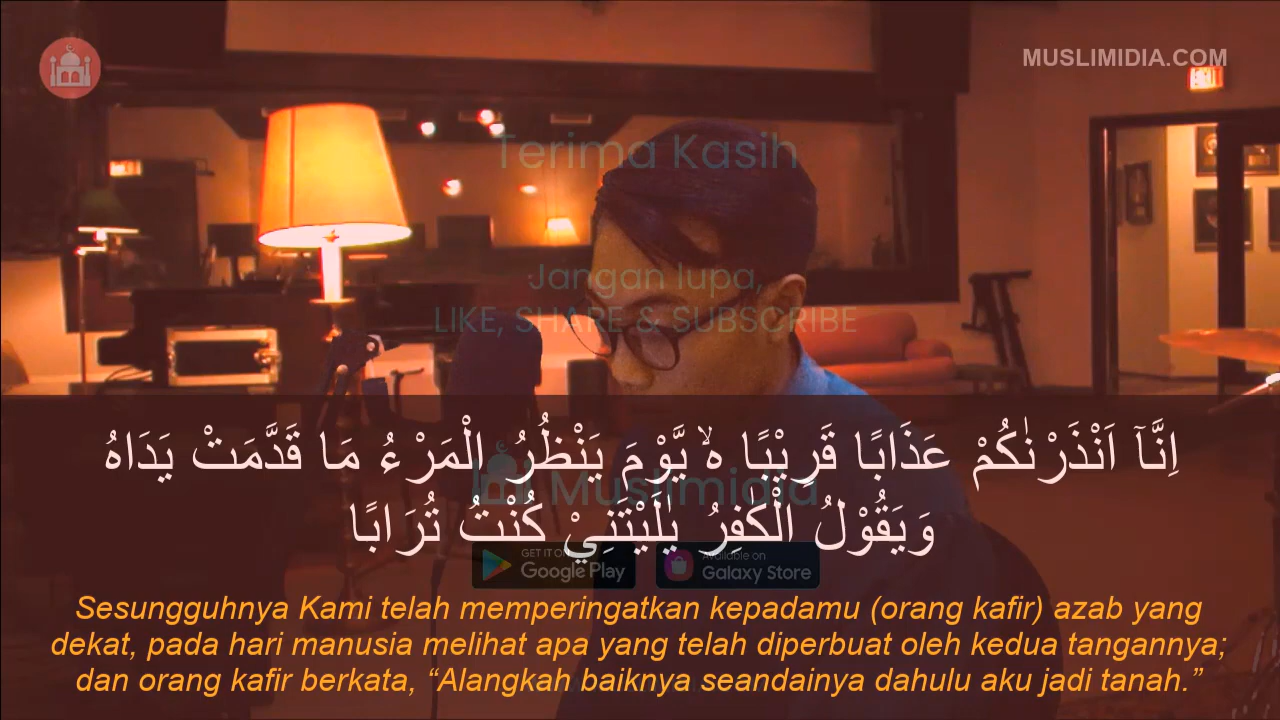 MUSLIMIDIA.COM
Terima Kasih
Jangan lupa,
LIKE, SHARE & SUBSCRIBE
اِنَّآ اَنْذَرْنٰكُمْ عَذَابًا قَرِيْبًا ەۙ يَّوْمَ يَنْظُرُ الْمَرْءُ مَا قَدَّمَتْ يَدَاهُ
Muslimidia
وَيَقُوْلُ الْكٰفِرُ يٰلَيْتَنِيْ كُنْتُ تُرَابًا
GET IT ON
Google Play
Available on
Galaxy Store
Sesungguhnya Kami telah memperingatkan kepadamu (orang kafir) azab yang
dekat, pada hari manusia melihat apa yang telah diperbuat oleh kedua tangannya;
dan orang kafir berkata, “Alangkah baiknya seandainya dahulu aku jadi tanah.”